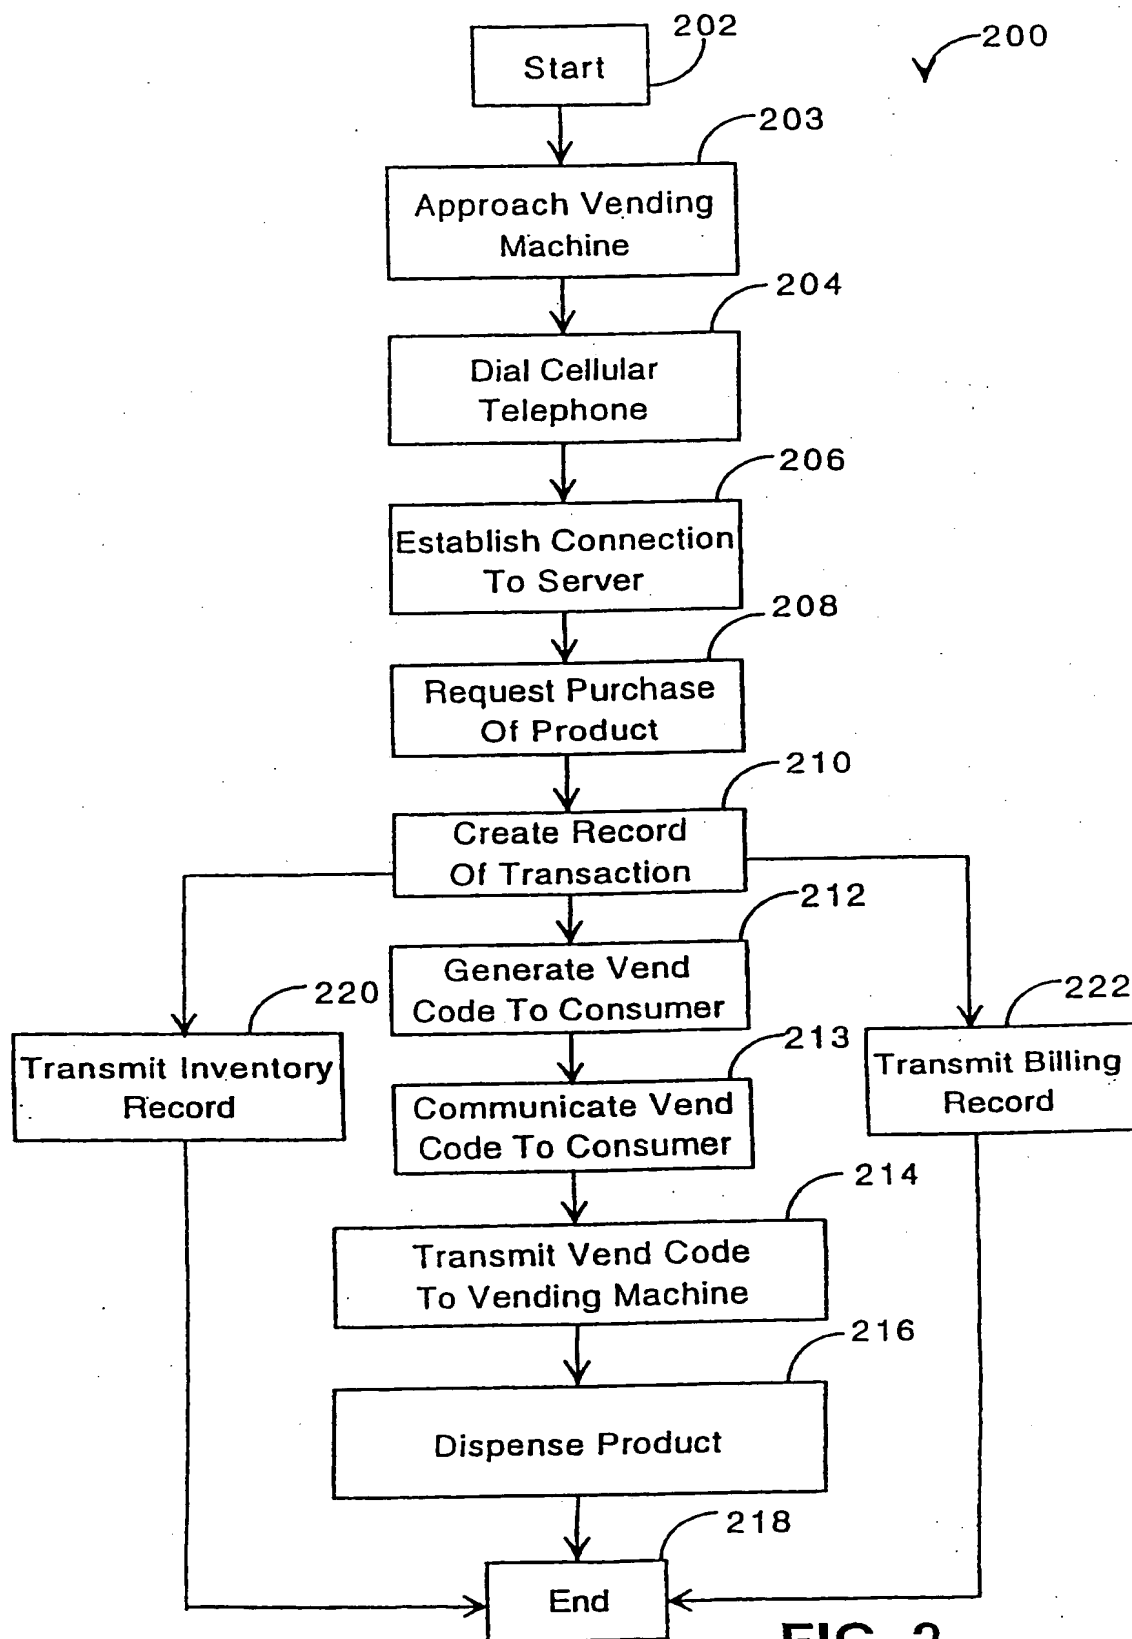 202
200
Start
203
Approach Vending
Machine
204
Dial Cellular
Telephone
206
Establish Connection
To Server
208
Request Purchase
Of Product
210
Create Record
Of Transaction
212
Generate Vend
Code To Consumer
220
222
Transmit Inventory
Record
213
Communicate Vend
Code To Consumer
Transmit Billing
Record
214
Transmit Vend Code
To Vending Machine
216
Dispense Product
218
End
FIG. 2